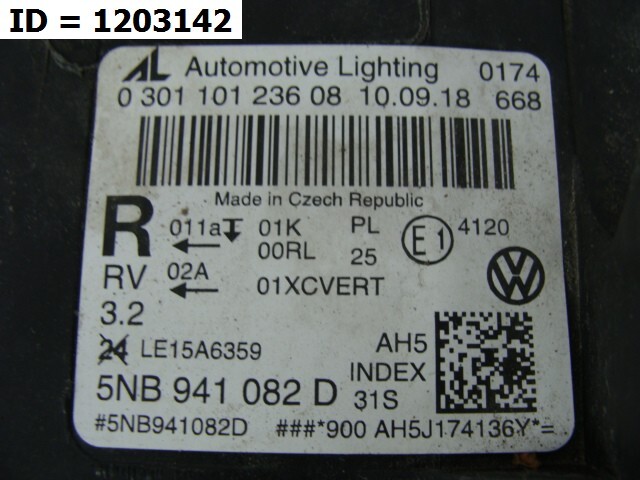 ID = 1203142
AL Automotive Lighting 0174
0 301 101 236 08 10.09.18 668
Made in Czech Republic
R 011a 01K PL E1 4120
00RL 25
RV 02A 01XCVERT
3.2
24 LE15A6359 AH5
5NB 941 082 D INDEX 31S
#5NB941082D ###*900 AH5J174136Y*=